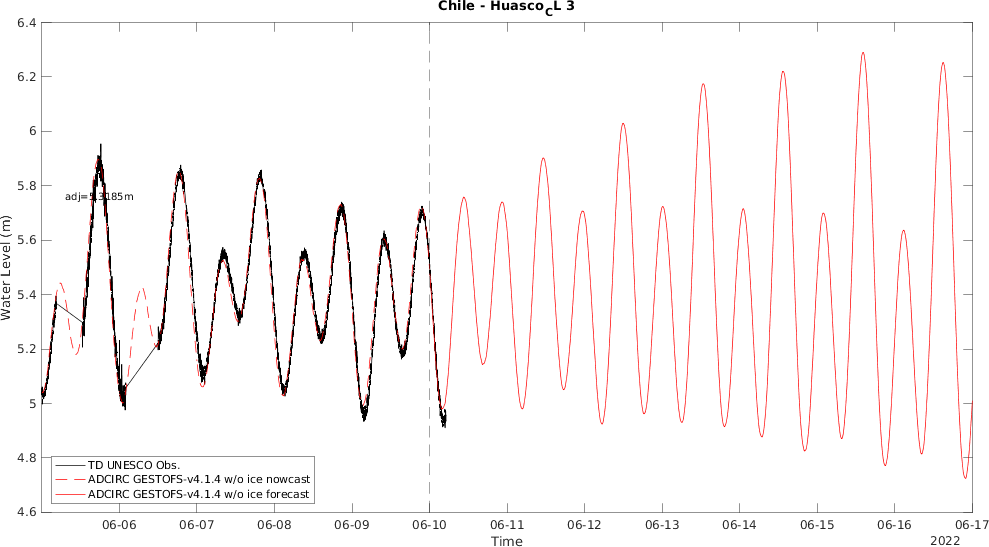 Chile - Huasco_CL 3
6.4
6.2
6
5.8
5.6
5.4
5.2
5
4.8
4.6
Water Level (m)
adj=5.3185m
TD UNESCO Obs.
ADCIRC GESTOFS-v4.1.4 w/o ice nowcast
ADCIRC GESTOFS-v4.1.4 w/o ice forecast
06-06 06-07 06-08 06-09 06-10 06-11 06-12 06-13 06-14 06-15 06-16 06-17
Time
2022